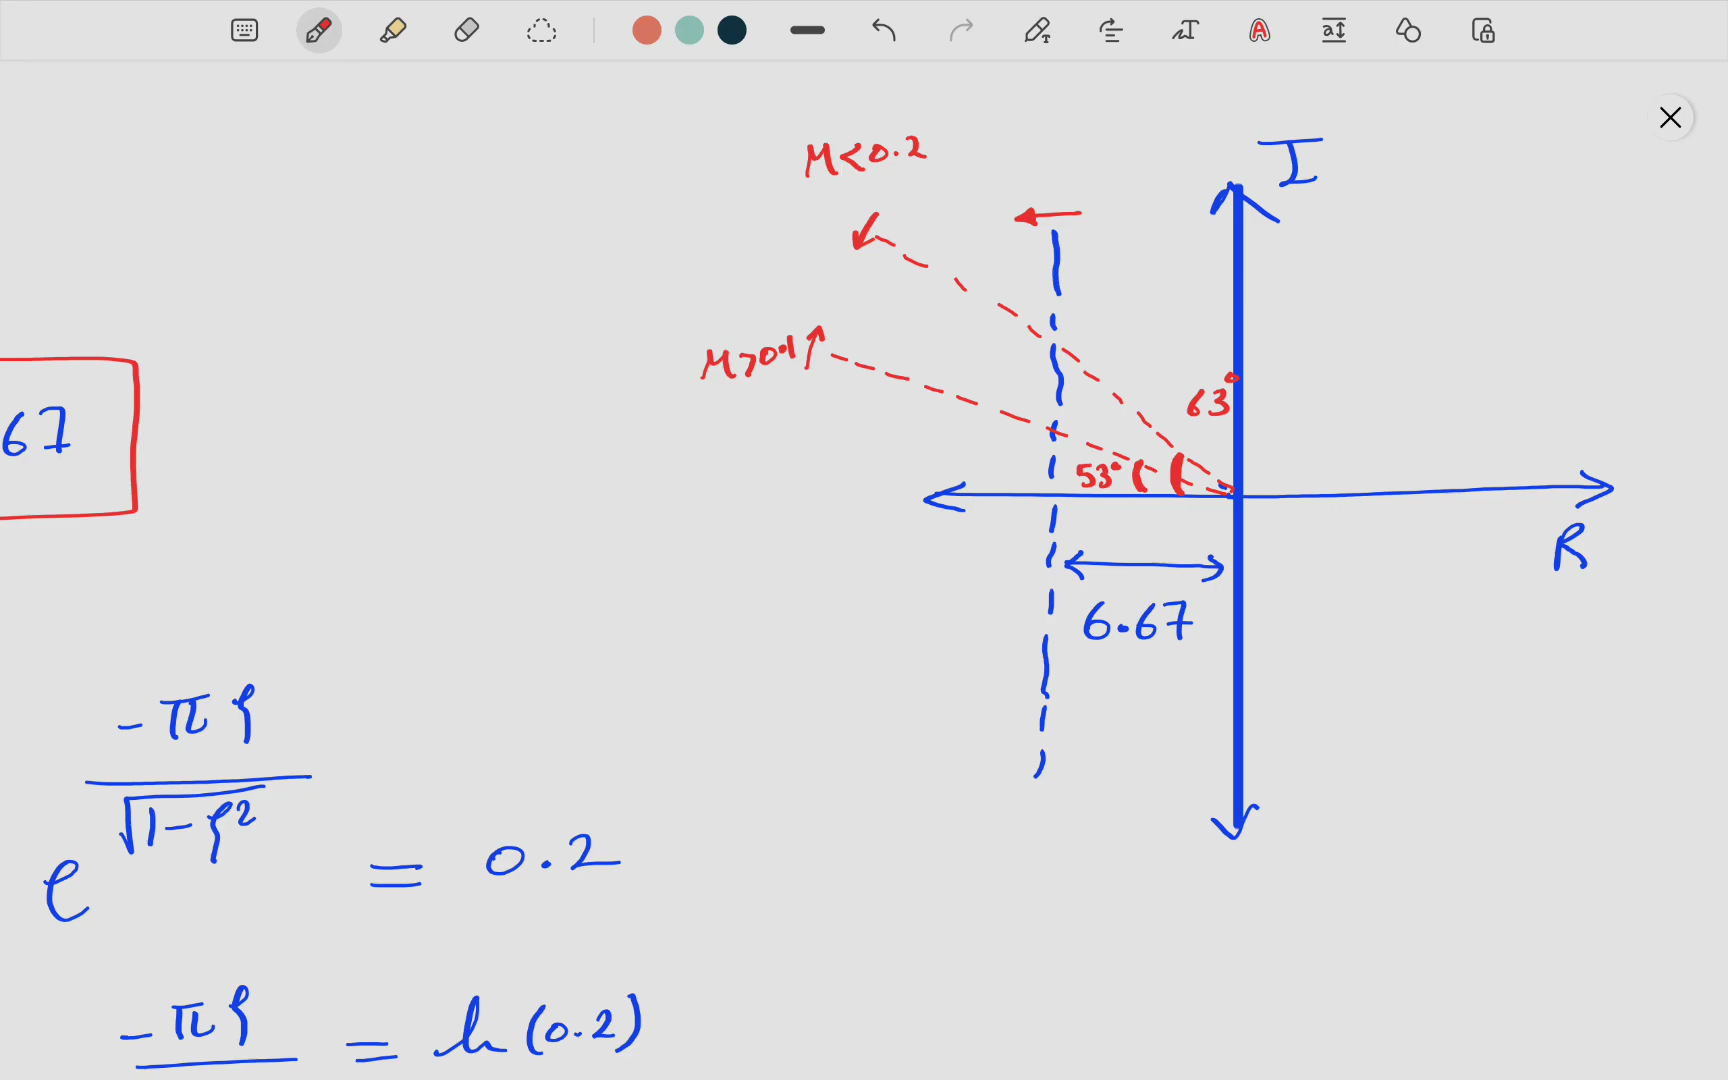 M<0.2
I
M>0.1
63°
67
53°
R
6.67
-πζ
√1-ζ²
e = 0.2
-πζ = ln(0.2)